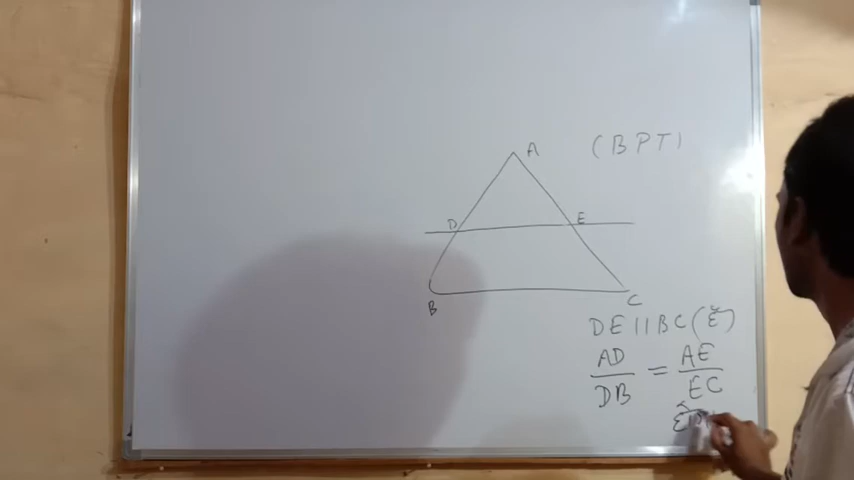 A
(BPT)
D E
B C
DE || BC
AD/DB = AE/EC